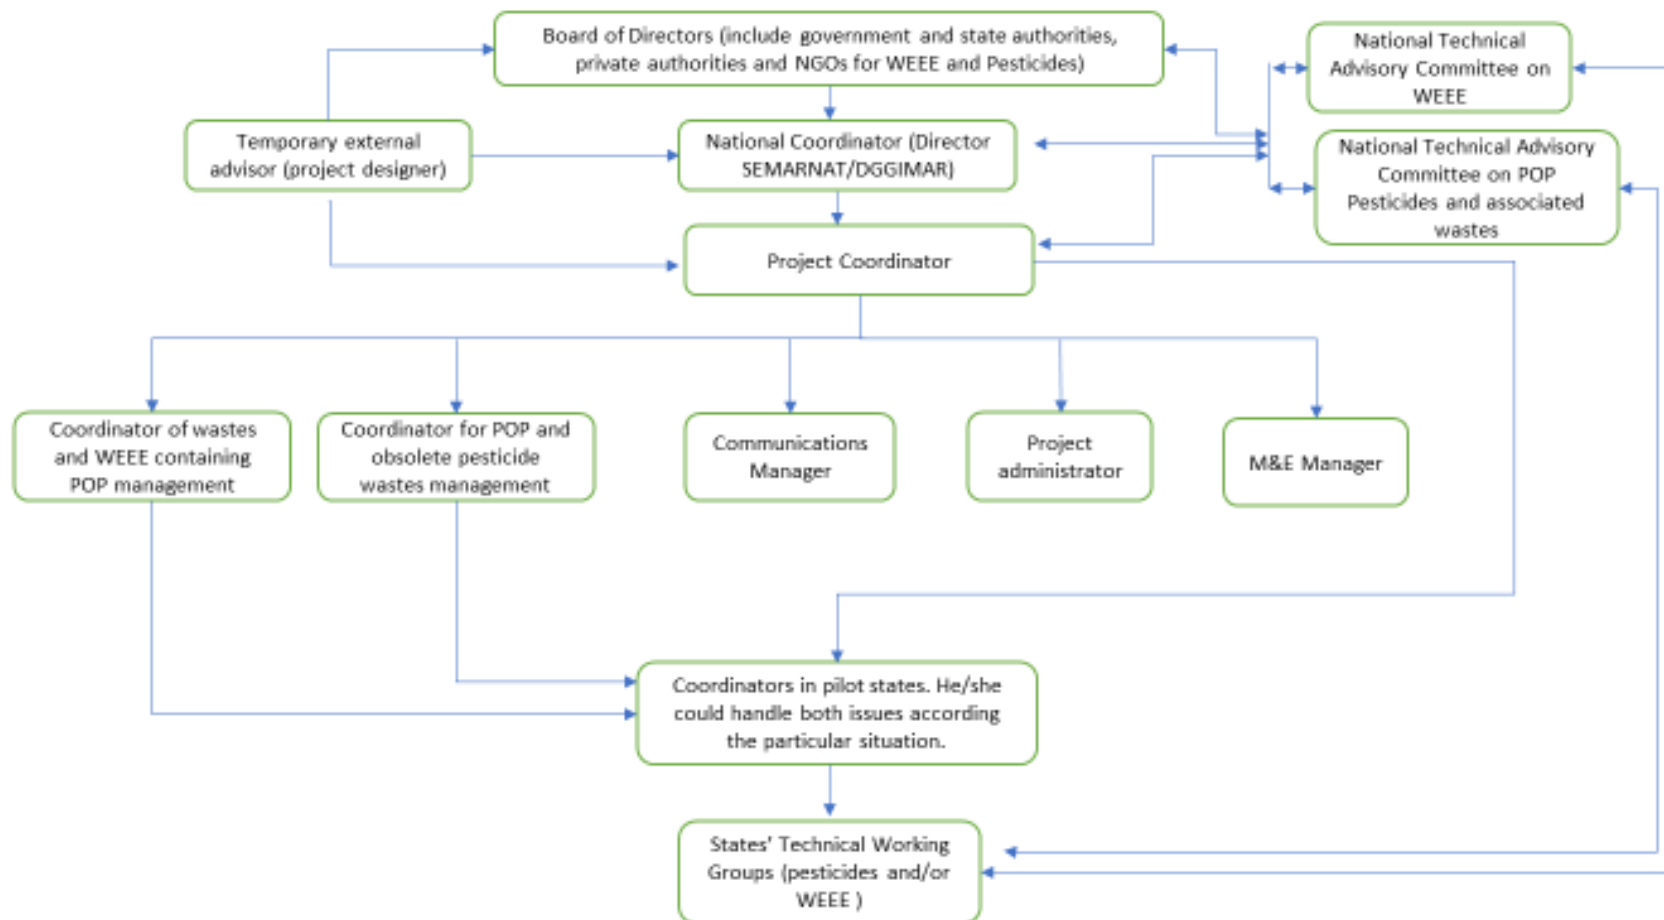 Board of Directors (include government and state authorities,
private authorities and NGOs for WEEE and Pesticides)
National Technical
Advisory Committee on
WEEE
Temporary external
advisor (project designer)
National Coordinator (Director
SEMARNAT/DGGIMAR)
National Technical Advisory
Committee on POP
Pesticides and associated
wastes
Project Coordinator
Coordinator of wastes
and WEEE containing
POP management
Coordinator for POP and
obsolete pesticide
wastes management
Communications
Manager
Project
administrator
M&E Manager
Coordinators in pilot states. He/she
could handle both issues according
the particular situation.
States' Technical Working
Groups (pesticides and/or
WEEE )